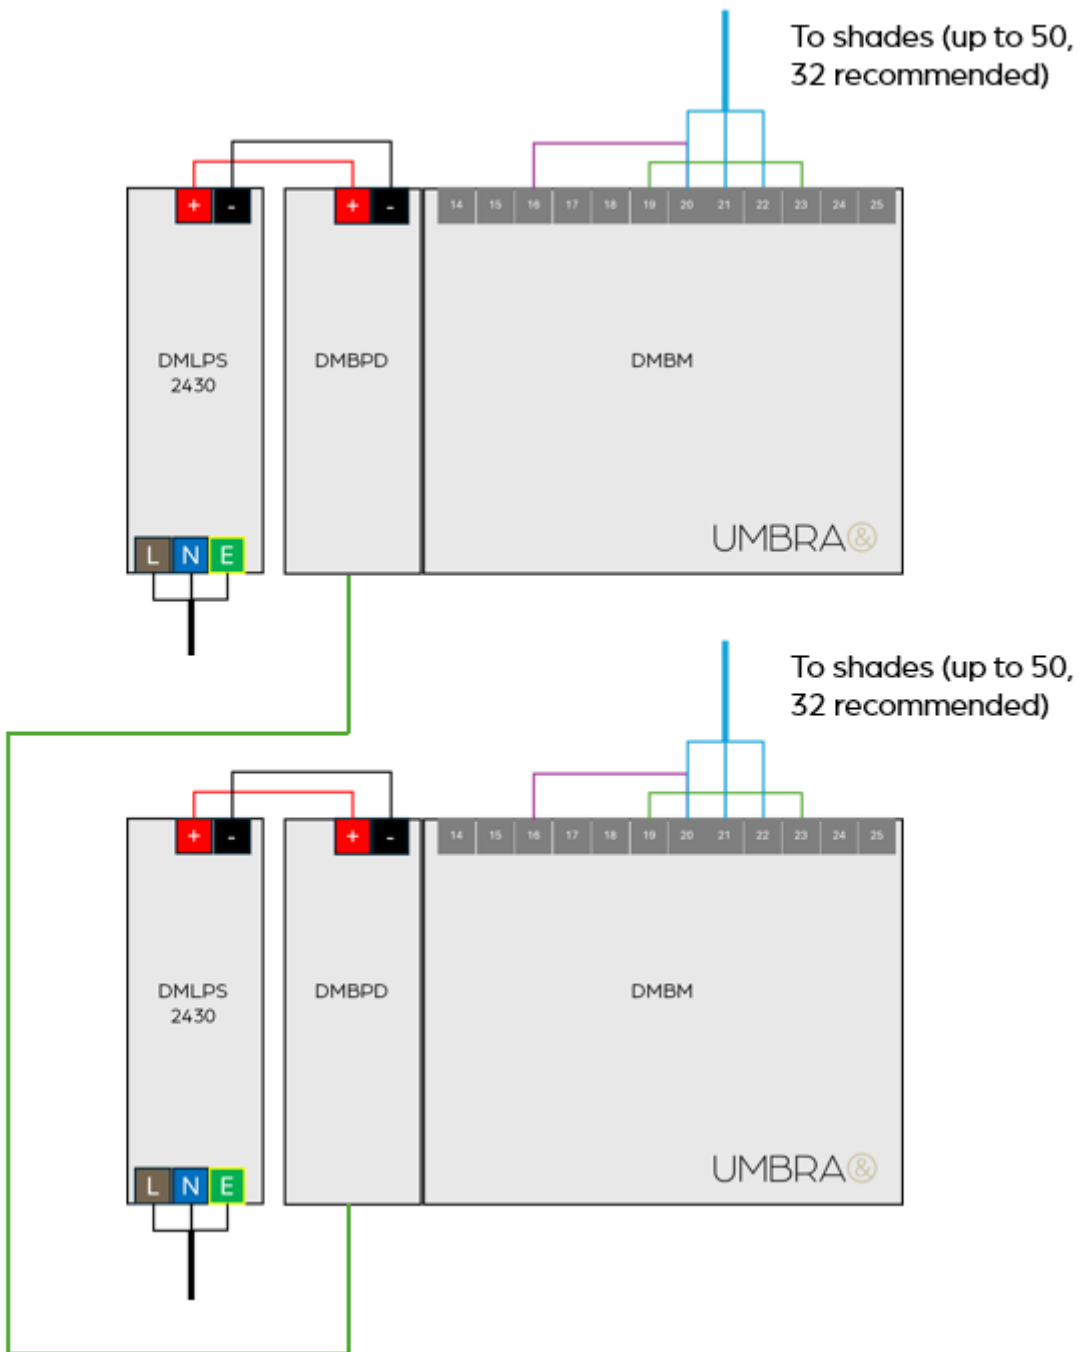 To shades (up to 50,
32 recommended)
+ -
+ -
14 15 16 17 18 19 20 21 22 23 24 25
DMLPS
2430
DMBPD
DMBM
UMBRA&
L N E
To shades (up to 50,
32 recommended)
+ -
+ -
14 15 16 17 18 19 20 21 22 23 24 25
DMLPS
2430
DMBPD
DMBM
UMBRA&
L N E